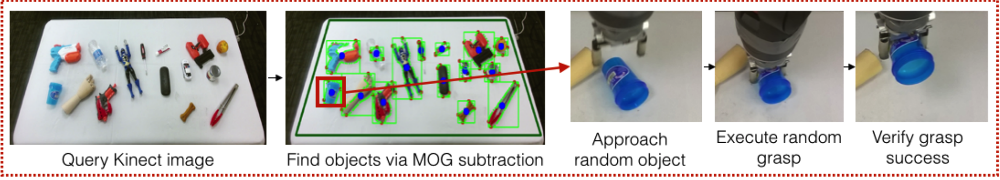 Query Kinect image
Find objects via MOG subtraction
Approach
random object
Execute random
grasp
Verify grasp
success